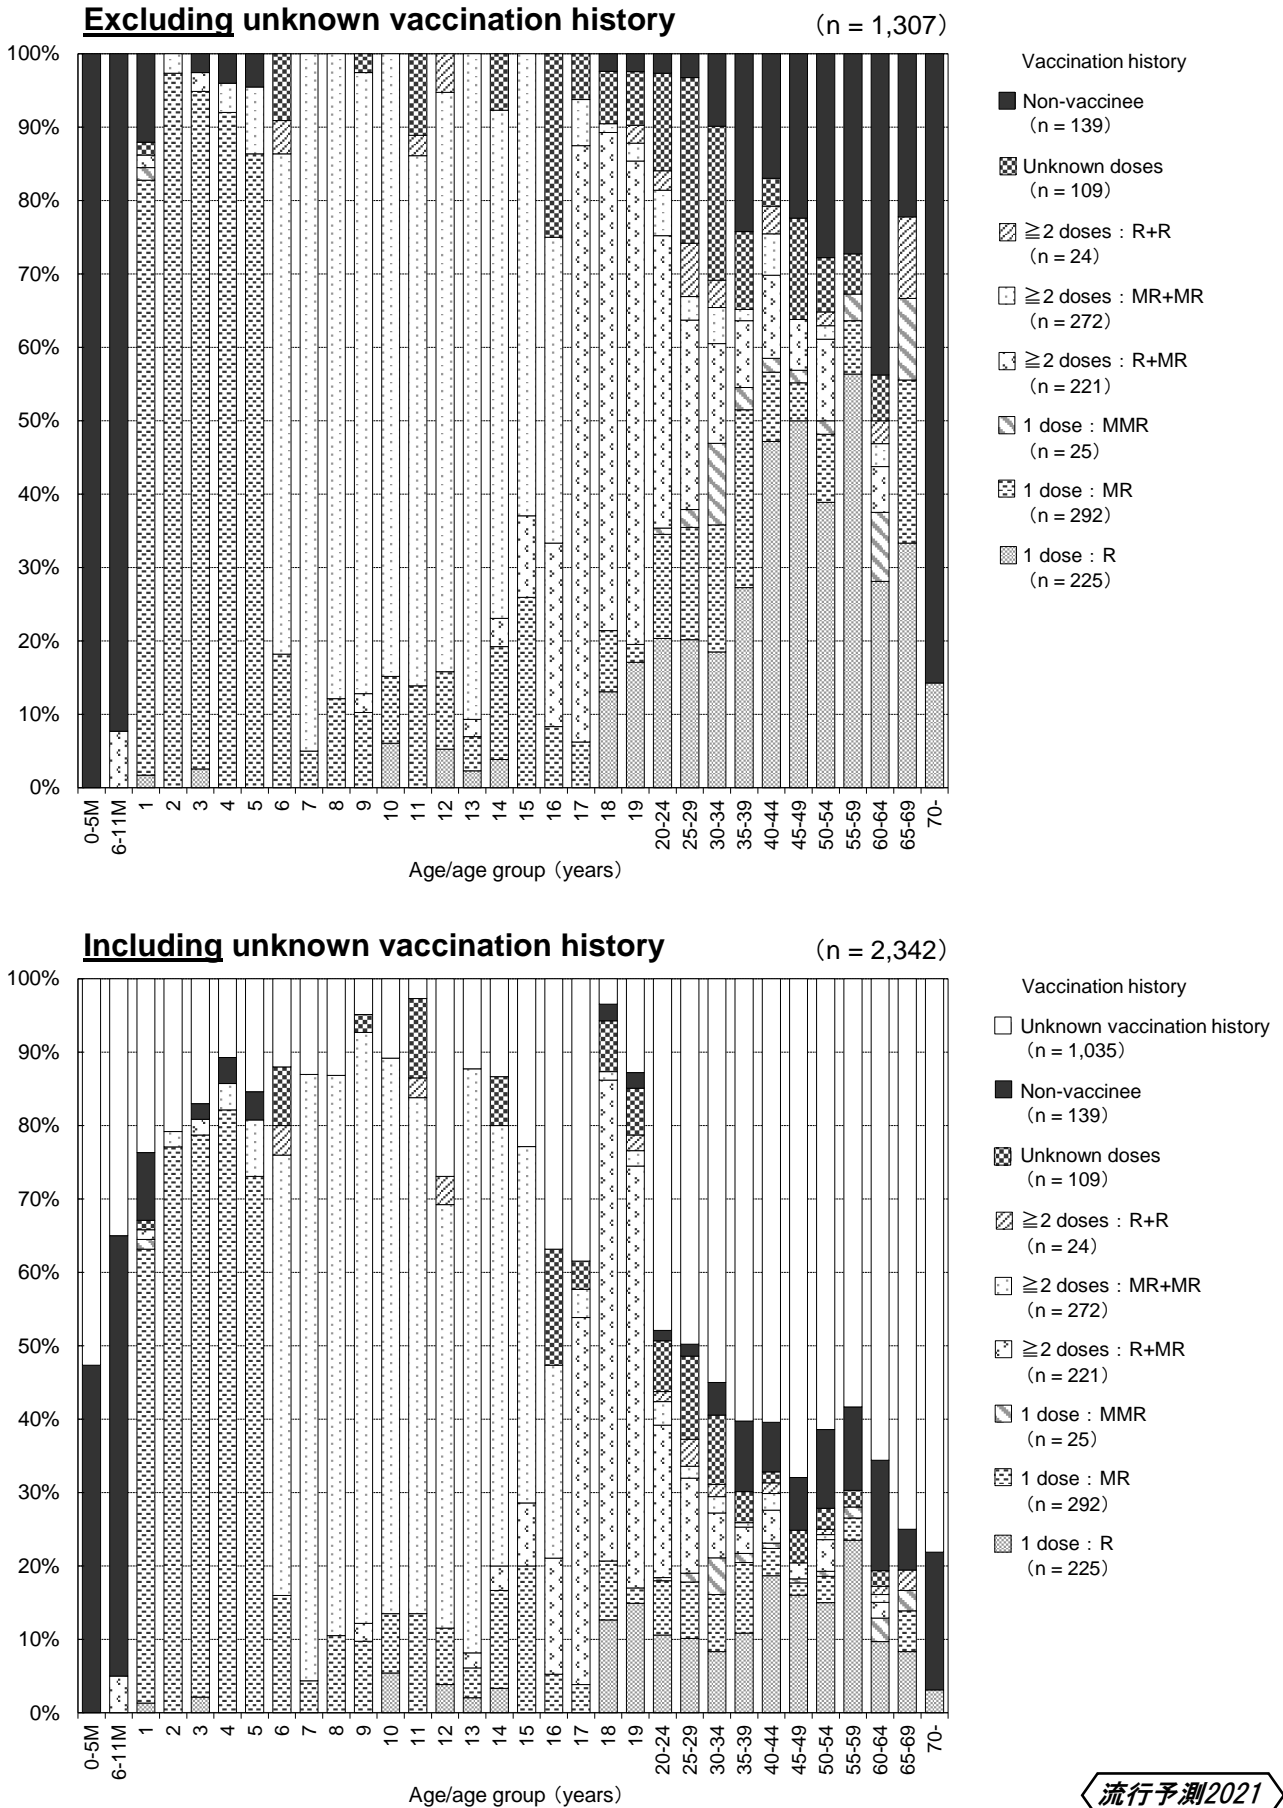 Excluding unknown vaccination history
(n = 1,307)
100%
90%
80%
70%
60%
50%
40%
30%
20%
10%
0%
0-5M
6-11M
1
2
3
4
5
6
7
8
9
10
11
12
13
14
15
16
17
18
19
20-24
25-29
30-34
35-39
40-44
45-49
50-54
55-59
60-64
65-69
70-
Age/age group (years)
Vaccination history
Non-vaccinee
(n = 139)
Unknown doses
(n = 109)
≧2 doses : R+R
(n = 24)
≧2 doses : MR+MR
(n = 272)
≧2 doses : R+MR
(n = 221)
1 dose : MMR
(n = 25)
1 dose : MR
(n = 292)
1 dose : R
(n = 225)
Including unknown vaccination history
(n = 2,342)
100%
90%
80%
70%
60%
50%
40%
30%
20%
10%
0%
0-5M
6-11M
1
2
3
4
5
6
7
8
9
10
11
12
13
14
15
16
17
18
19
20-24
25-29
30-34
35-39
40-44
45-49
50-54
55-59
60-64
65-69
70-
Age/age group (years)
Vaccination history
Unknown vaccination history
(n = 1,035)
Non-vaccinee
(n = 139)
Unknown doses
(n = 109)
≧2 doses : R+R
(n = 24)
≧2 doses : MR+MR
(n = 272)
≧2 doses : R+MR
(n = 221)
1 dose : MMR
(n = 25)
1 dose : MR
(n = 292)
1 dose : R
(n = 225)
流行予測2021